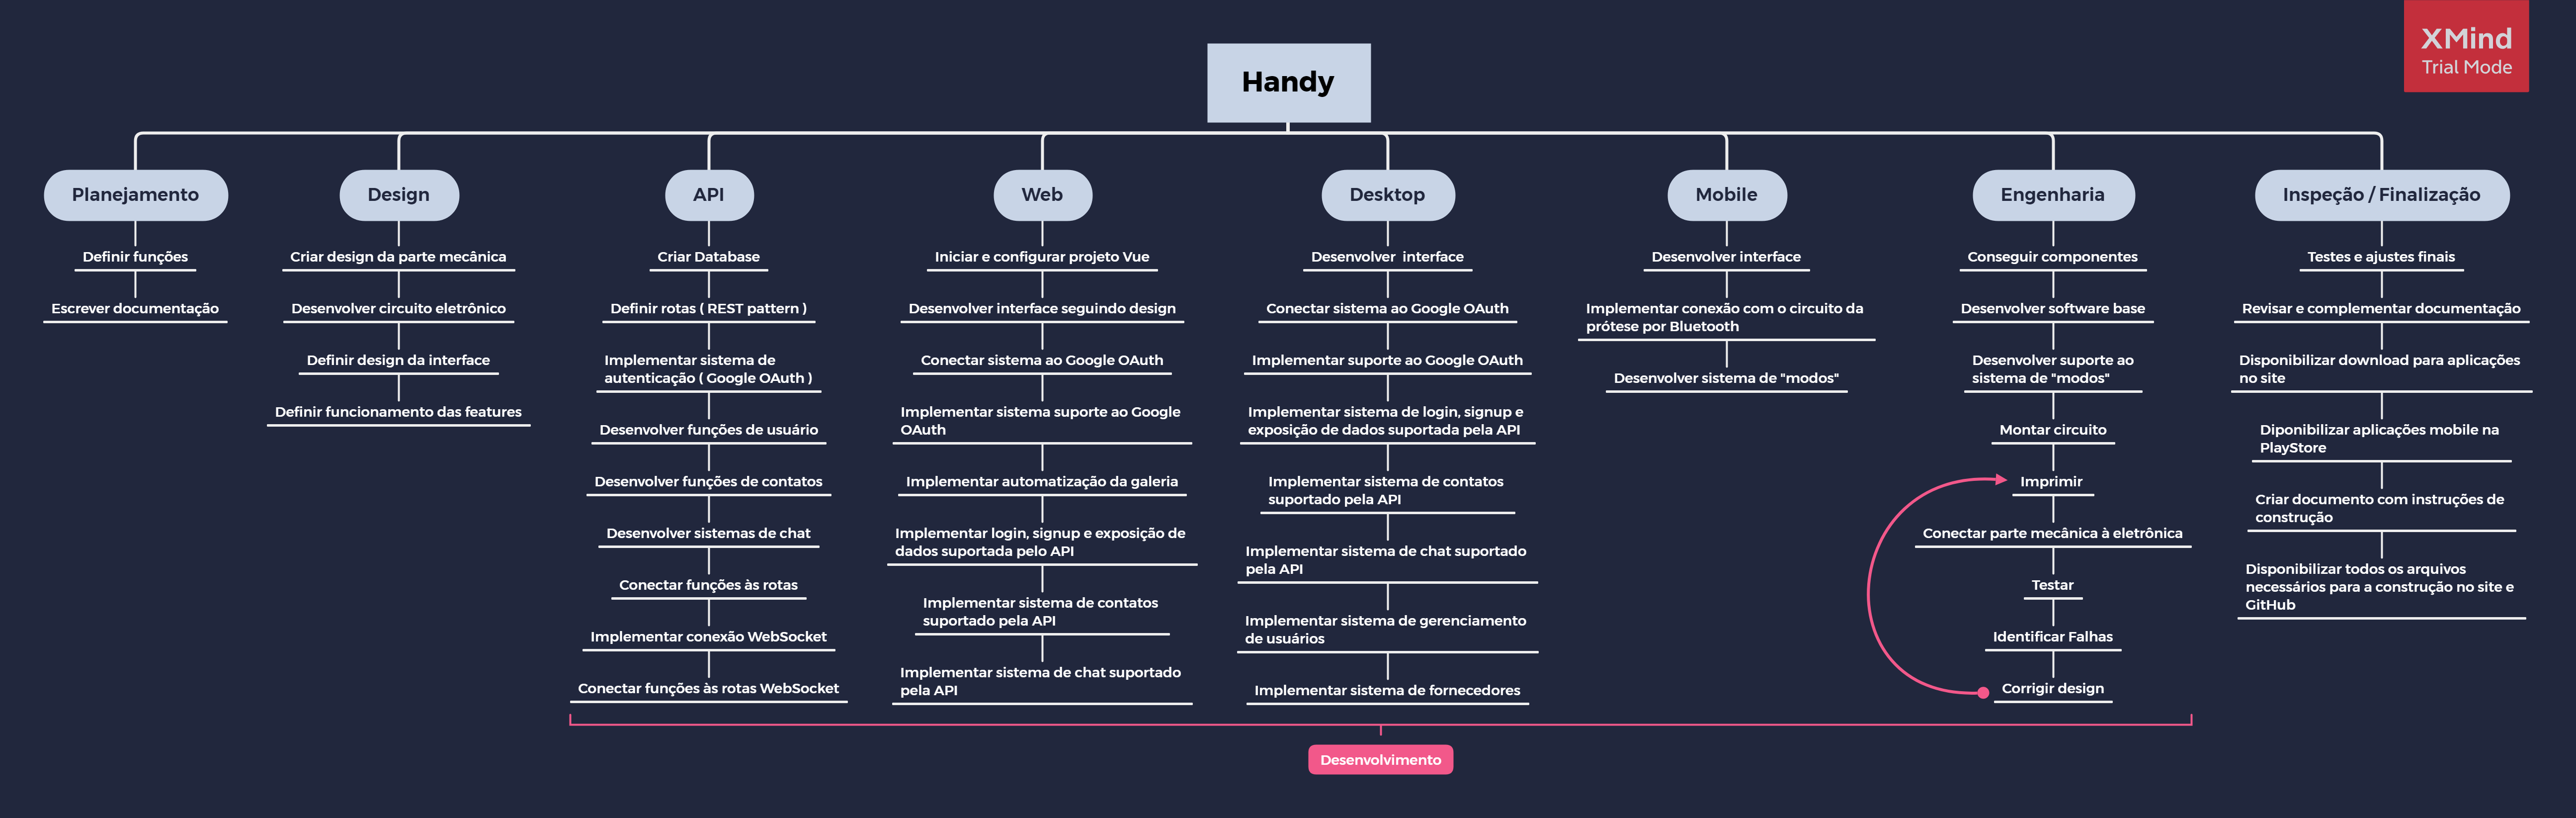 XMind
Trial Mode
Handy
Planejamento
Definir funções
Escrever documentação
Design
Criar design da parte mecânica
Desenvolver circuito eletrônico
Definir design da interface
Definir funcionamento das features
API
Criar Database
Definir rotas ( REST pattern )
Implementar sistema de
autenticação ( Google OAuth )
Desenvolver funções de usuário
Desenvolver funções de contatos
Desenvolver sistemas de chat
Conectar funções às rotas
Implementar conexão WebSocket
Conectar funções às rotas WebSocket
Web
Iniciar e configurar projeto Vue
Desenvolver interface seguindo design
Conectar sistema ao Google OAuth
Implementar sistema suporte ao Google
OAuth
Implementar automatização da galeria
Implementar login, signup e exposição de
dados suportada pelo API
Implementar sistema de contatos
suportado pela API
Implementar sistema de chat suportado
pela API
Desktop
Desenvolver  interface
Conectar sistema ao Google OAuth
Implementar suporte ao Google OAuth
Implementar sistema de login, signup e
exposição de dados suportada pela API
Implementar sistema de contatos
suportado pela API
Implementar sistema de chat suportado
pela API
Implementar sistema de gerenciamento
de usuários
Implementar sistema de fornecedores
Mobile
Desenvolver interface
Implementar conexão com o circuito da
prótese por Bluetooth
Desenvolver sistema de "modos"
Engenharia
Conseguir componentes
Desenvolver software base
Desenvolver suporte ao
sistema de "modos"
Montar circuito
Imprimir
Conectar parte mecânica à eletrônica
Testar
Identificar Falhas
Corrigir design
Inspeção / Finalização
Testes e ajustes finais
Revisar e complementar documentação
Disponibilizar download para aplicações
no site
Diponibilizar aplicações mobile na
PlayStore
Criar documento com instruções de
construção
Disponibilizar todos os arquivos
necessários para a construção no site e
GitHub
Desenvolvimento